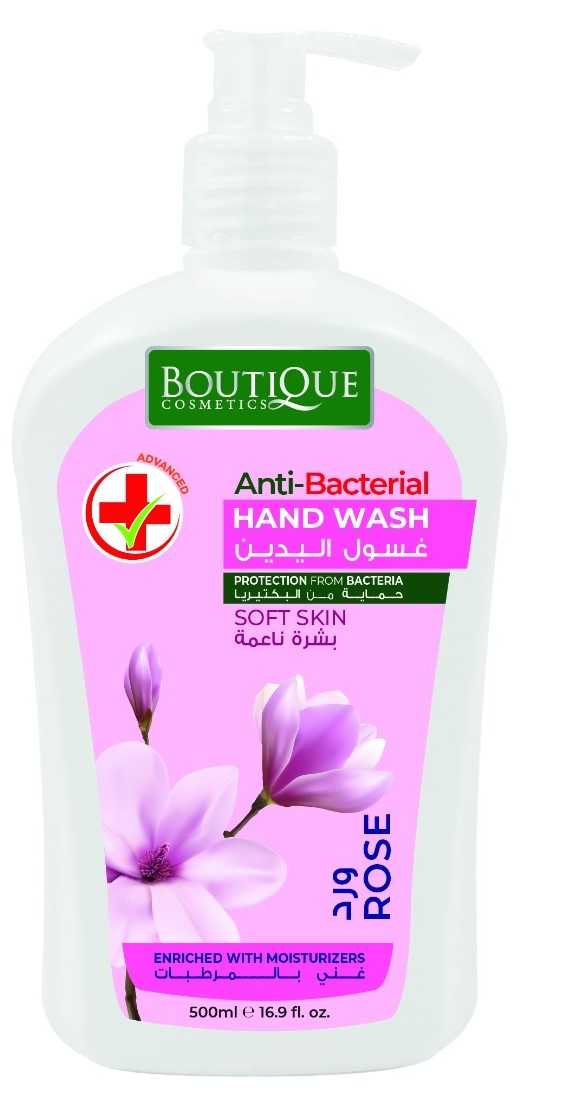 BOUTIQUE
COSMETICS
ADVANCED
Anti-Bacterial
HAND WASH
غسول اليدين
PROTECTION FROM BACTERIA
حماية من البكتيريا
SOFT SKIN
بشرة ناعمة
ورد
ROSE
ENRICHED WITH MOISTURIZERS
غني بالمرطبات
500ml ℮ 16.9 fl. oz.